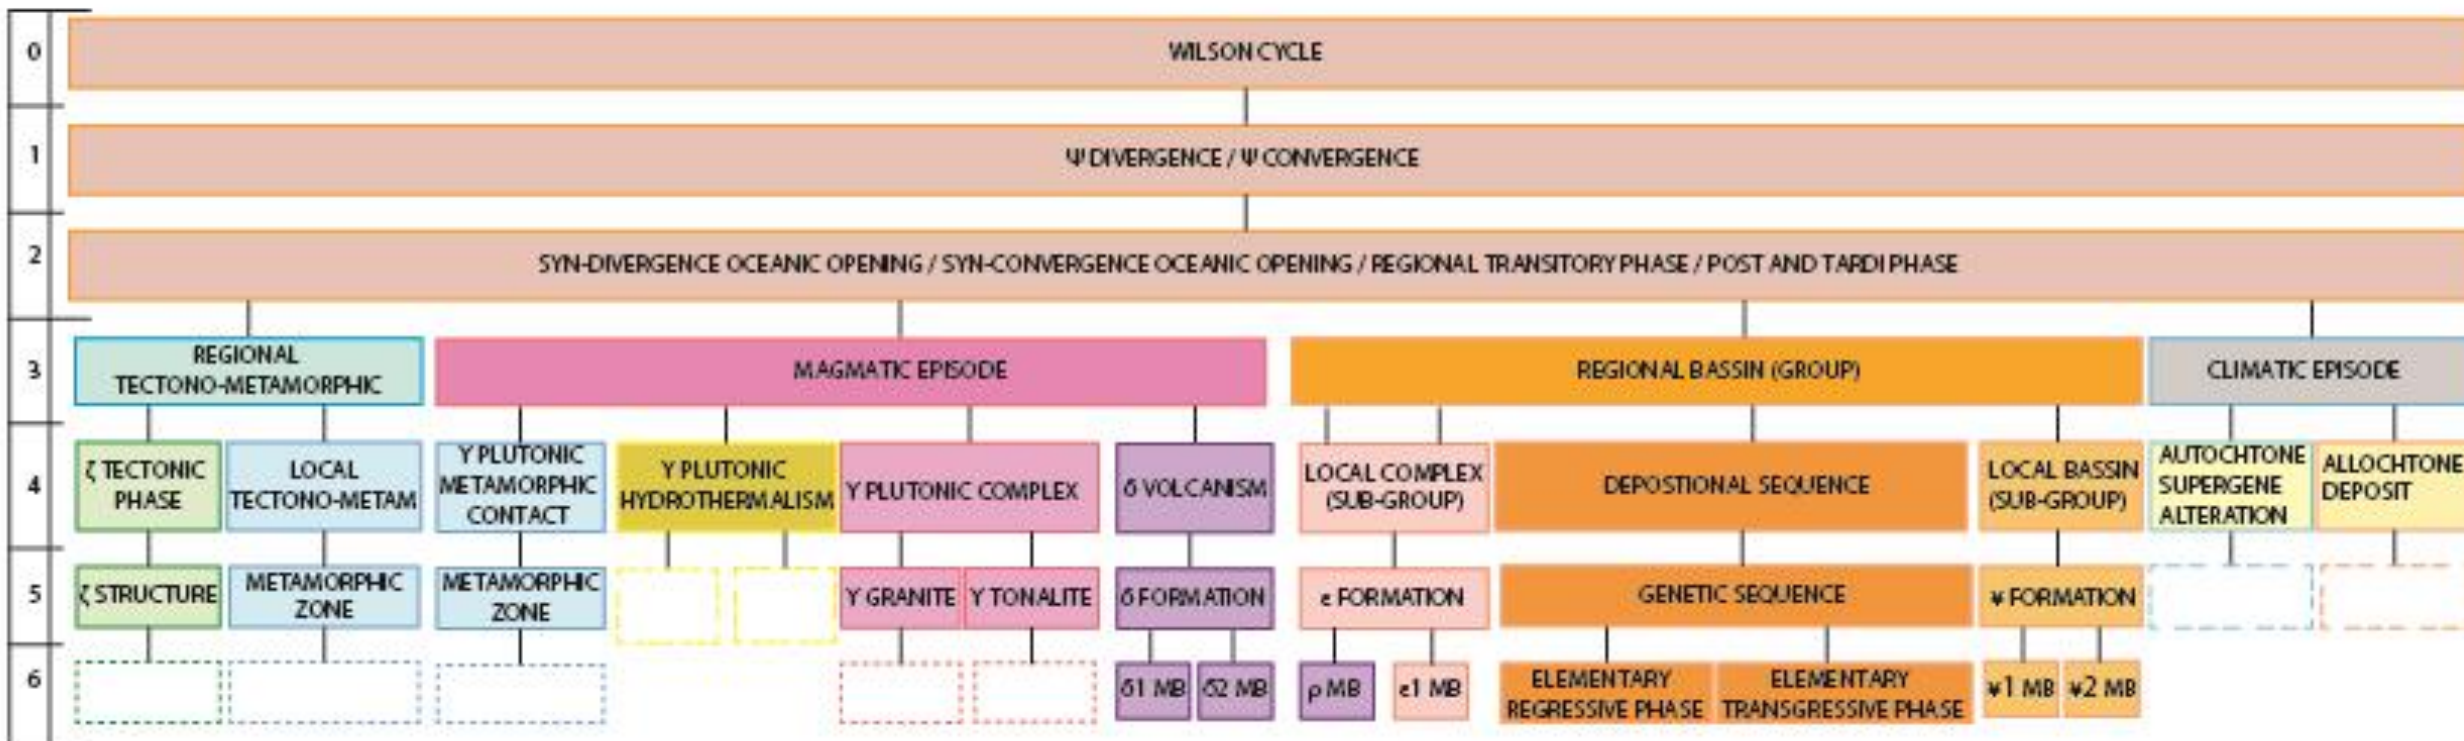 0
WILSON CYCLE
1
Ψ DIVERGENCE / Ψ CONVERGENCE
2
SYN-DIVERGENCE OCEANIC OPENING / SYN-CONVERGENCE OCEANIC OPENING / REGIONAL TRANSITORY PHASE / POST AND TARDI PHASE
3
REGIONAL
TECTONO-METAMORPHIC
MAGMATIC EPISODE
REGIONAL BASSIN (GROUP)
CLIMATIC EPISODE
4
ζ TECTONIC
PHASE
LOCAL
TECTONO-METAM
Υ PLUTONIC
METAMORPHIC
CONTACT
Υ PLUTONIC
HYDROTHERMALISM
Υ PLUTONIC COMPLEX
δ VOLCANISM
LOCAL COMPLEX
(SUB-GROUP)
DEPOSTIONAL SEQUENCE
LOCAL BASSIN
(SUB-GROUP)
AUTOCHTONE
SUPERGENE
ALTERATION
ALLOCHTONE
DEPOSIT
5
ζ STRUCTURE
METAMORPHIC
ZONE
METAMORPHIC
ZONE
Υ GRANITE
Υ TONALITE
δ FORMATION
ε FORMATION
GENETIC SEQUENCE
¥ FORMATION
6
δ1 MB
δ2 MB
ρ MB
ε1 MB
ELEMENTARY
REGRESSIVE PHASE
ELEMENTARY
TRANSGRESSIVE PHASE
¥1 MB
¥2 MB